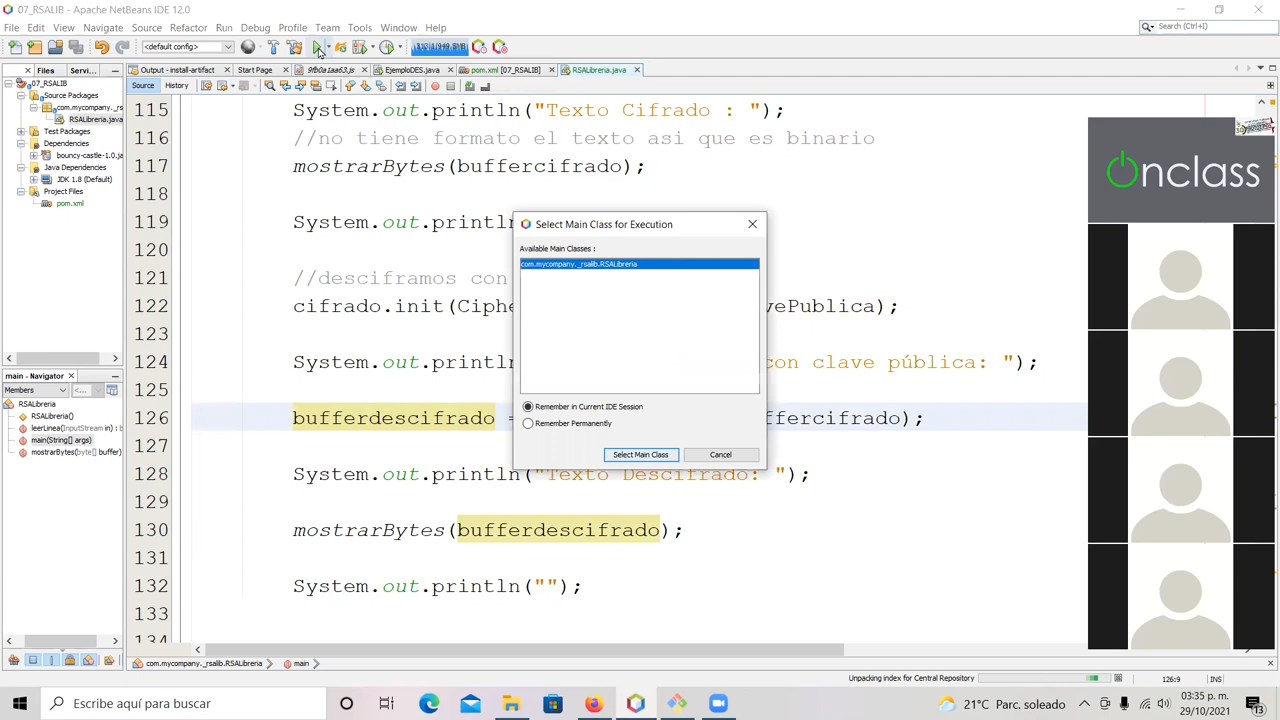 07_RSALIB - Apache NetBeans IDE 12.0
File Edit View Navigate Source Refactor Run Debug Profile Team Tools Window Help
Search (Ctrl+I)
<default config>
Files Servi...
Output - install-artifact Start Page 9fb0a1aa63.js EjemploDES.java pom.xml [07_RSALIB] RSALibreria.java
Source History
07_RSALIB
Source Packages
com.mycompany._rs
RSALibreria.java
Test Packages
Dependencies
bouncy-castle-1.0.ja
Java Dependencies
JDK 1.8 (Default)
Project Files
pom.xml
115 System.out.println("Texto Cifrado : ");
116 //no tiene formato el texto asi que es binario
117 mostrarBytes(buffercifrado);
118
119 System.out.println
120
121 //desciframos con
122 cifrado.init(Ciphe vePublica);
123
124 System.out.println con clave pública: ");
125
126 bufferdescifrado = ffercifrado);
127
128 System.out.println("Texto Descifrado: ");
129
130 mostrarBytes(bufferdescifrado);
131
132 System.out.println("");
133
134
Select Main Class for Execution
Available Main Classes :
com.mycompany._rsalib.RSALibreria
Remember in Current IDE Session
Remember Permanently
Select Main Class Cancel
Onclass
main - Navigator
Members
RSALibreria
RSALibreria()
leerLinea(InputStream in) : b
main(String[] args)
mostrarBytes(byte[] buffer)
com.mycompany._rsalib.RSALibreria main
Unpacking index for Central Repository 126:9 INS
Escribe aquí para buscar
21°C Parc. soleado
03:35 p. m.
29/10/2021
13